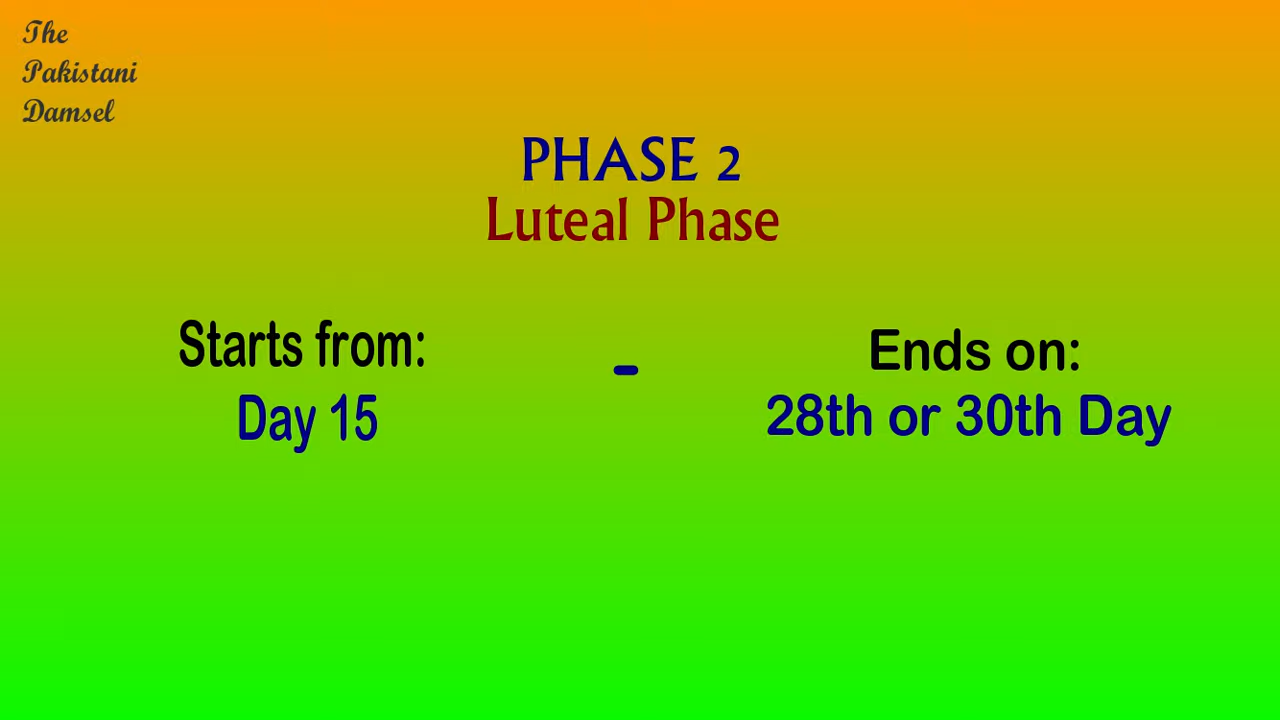 The
Pakistani
Damsel
PHASE 2
Luteal Phase
Starts from:
Day 15
-
Ends on:
28th or 30th Day